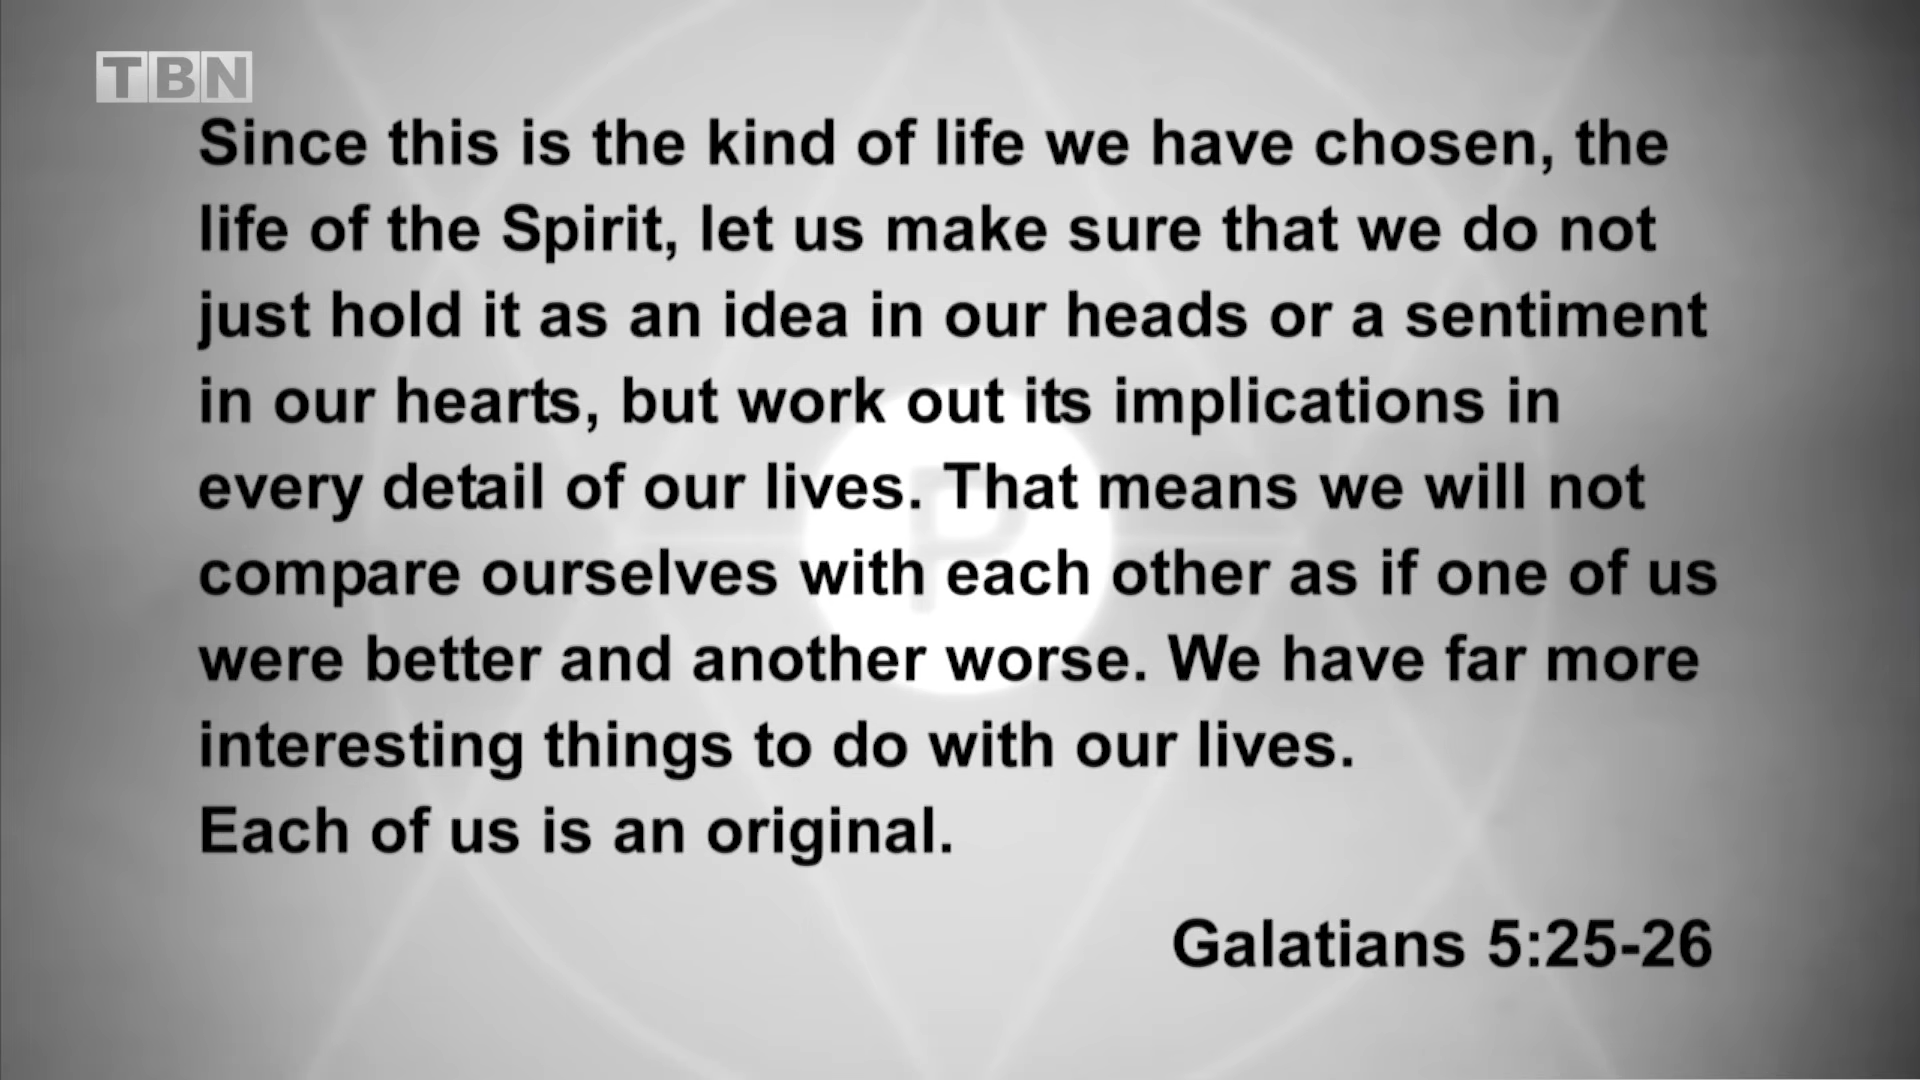 TBN
Since this is the kind of life we have chosen, the
life of the Spirit, let us make sure that we do not
just hold it as an idea in our heads or a sentiment
in our hearts, but work out its implications in
every detail of our lives. That means we will not
compare ourselves with each other as if one of us
were better and another worse. We have far more
interesting things to do with our lives.
Each of us is an original.
Galatians 5:25-26